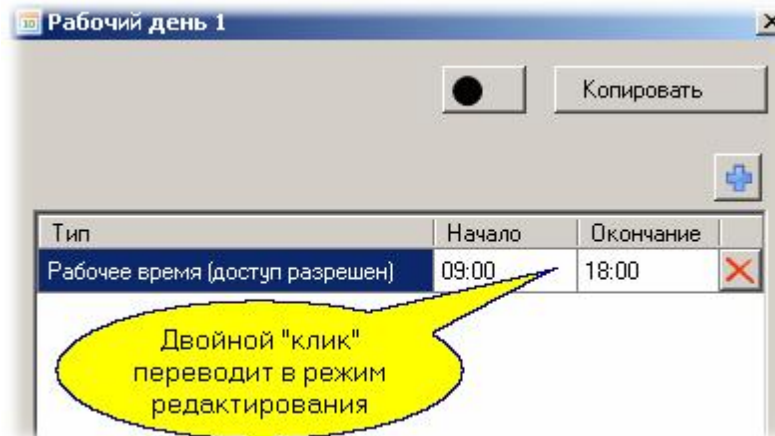 Рабочий день 1
Копировать
Тип Начало Окончание
Рабочее время (доступ разрешен) 09:00 18:00
Двойной "клик"
переводит в режим
редактирования